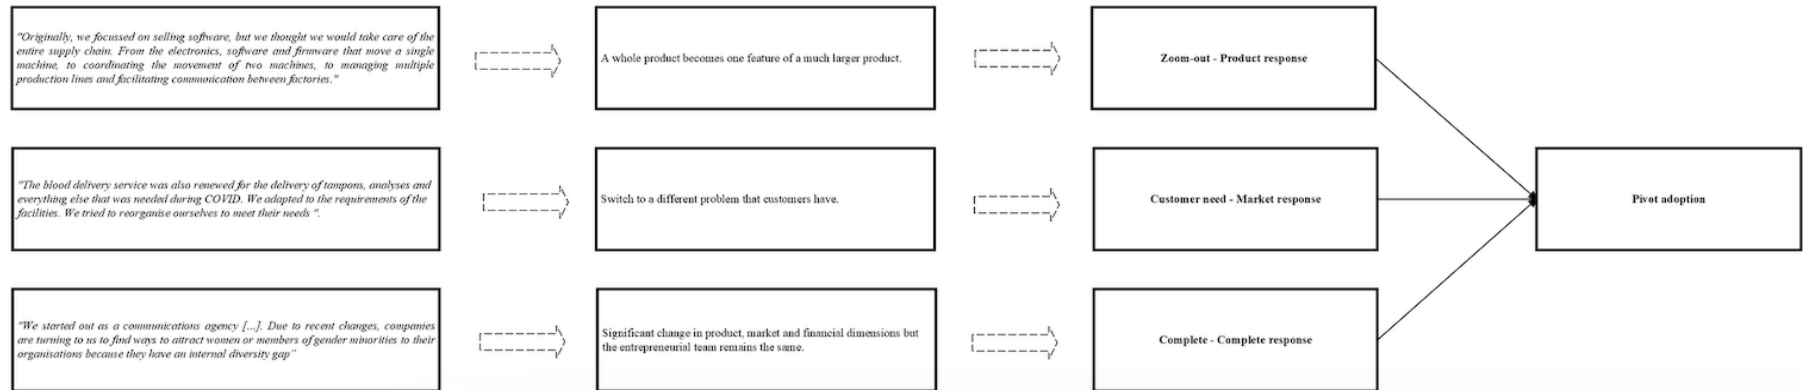 "Originally, we focussed on selling software, but we thought we would take care of the
entire supply chain. From the electronics, software and firmware that move a single
machine, to coordinating the movement of two machines, to managing multiple
production lines and facilitating communication between factories."
A whole product becomes one feature of a much larger product.
Zoom-out - Product response
"The blood delivery service was also renewed for the delivery of tampons, analyses and
everything else that was needed during COVID. We adapted to the requirements of the
facilities. We tried to reorganise ourselves to meet their needs ".
Switch to a different problem that customers have.
Customer need - Market response
Pivot adoption
"We started out as a communications agency [...]. Due to recent changes, companies
are turning to us to find ways to attract women or members of gender minorities to their
organisations because they have an internal diversity gap"
Significant change in product, market and financial dimensions but
the entrepreneurial team remains the same.
Complete - Complete response